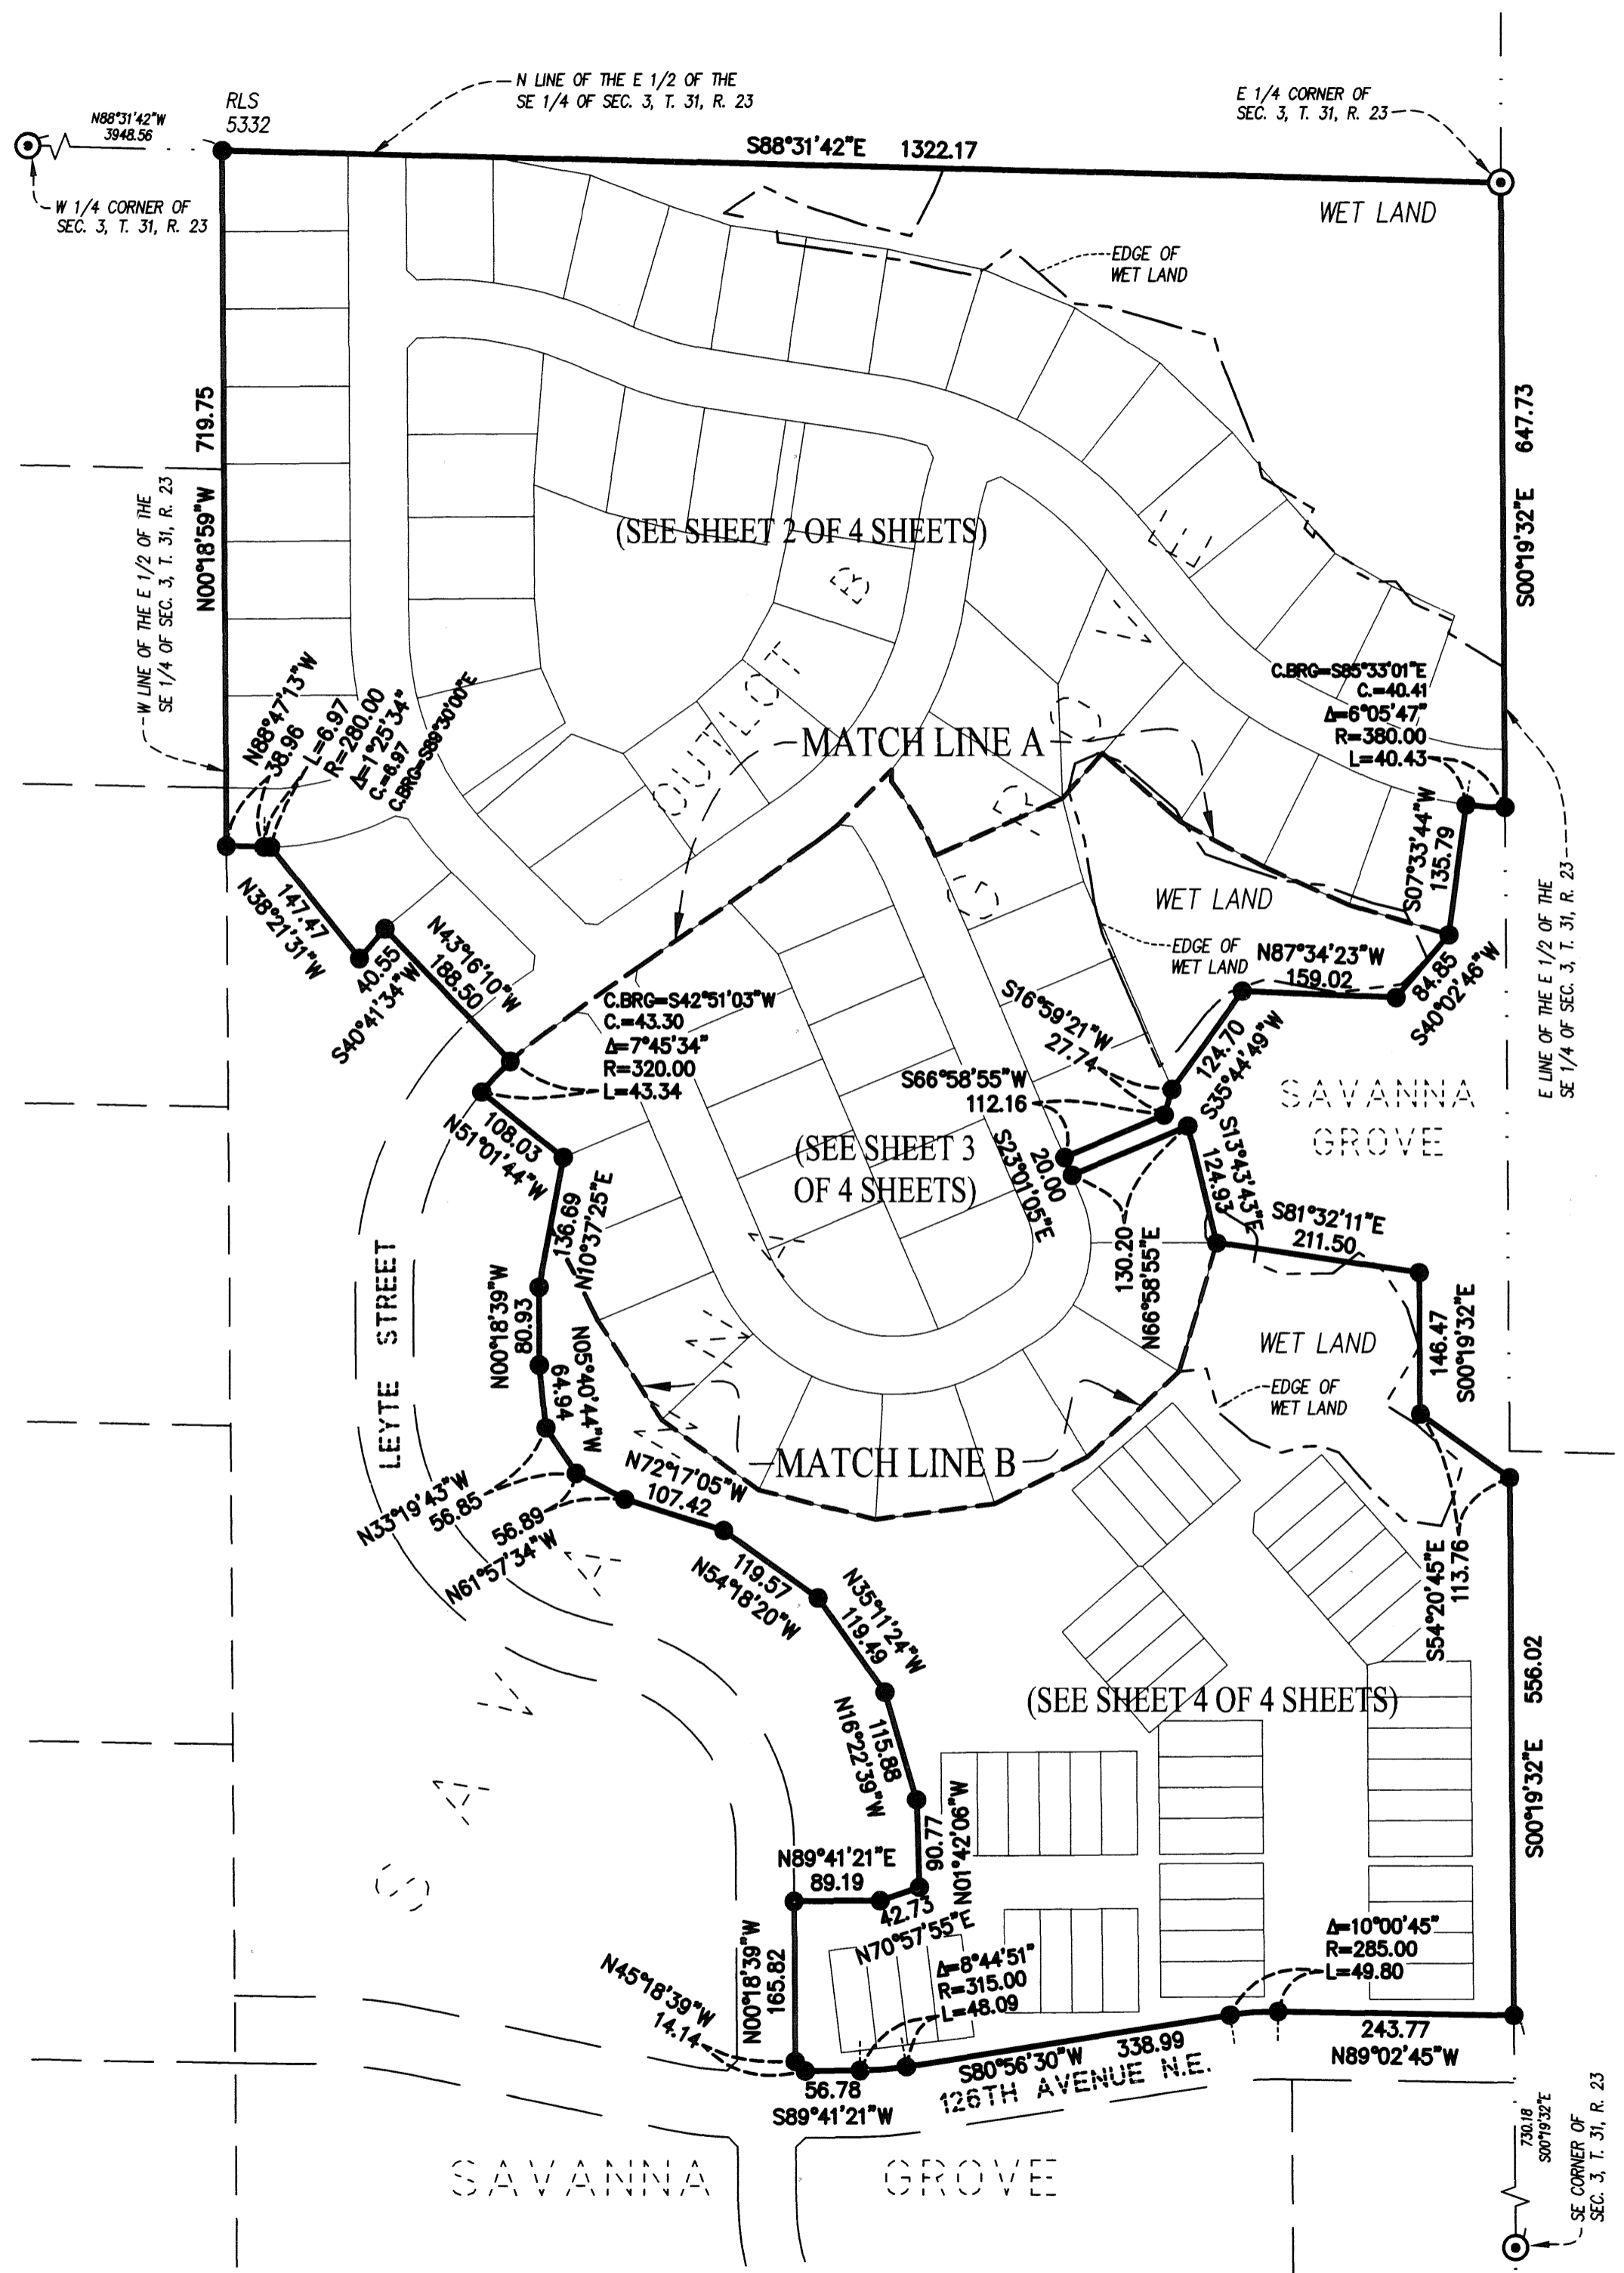 N88°31'42"W
3948.56
RLS
5332
N LINE OF THE E 1/2 OF THE
SE 1/4 OF SEC. 3, T. 31, R. 23
E 1/4 CORNER OF
SEC. 3, T. 31, R. 23
S88°31'42"E 1322.17
W 1/4 CORNER OF
SEC. 3, T. 31, R. 23
WET LAND
EDGE OF
WET LAND
N00°18'59"W 719.75
W LINE OF THE E 1/2 OF THE
SE 1/4 OF SEC. 3, T. 31, R. 23
S00°19'32"E 647.73
(SEE SHEET 2 OF 4 SHEETS)
OUTLOT B
N88°47'13"W
38.96
L=6.97
R=280.00
Δ=1°25'34"
C.=6.97
C.BRG=S89°30'00"E
MATCH LINE A
C.BRG=S85°33'01"E
C.=40.41
Δ=6°05'47"
R=380.00
L=40.43
S07°33'44"W
135.79
147.47
N38°21'31"W
40.55
S40°41'34"W
N43°16'10"W
188.50
WET LAND
EDGE OF
WET LAND
N87°34'23"W
159.02
84.85
S40°02'46"W
E LINE OF THE E 1/2 OF THE
SE 1/4 OF SEC. 3, T. 31, R. 23
C.BRG=S42°51'03"W
C.=43.30
Δ=7°45'34"
R=320.00
L=43.34
S16°59'21"W
27.74
124.70
S35°44'49"W
S66°58'55"W
112.16
SAVANNA
GROVE
108.03
N51°01'44"W
(SEE SHEET 3
OF 4 SHEETS)
S23°01'05"E
20.00
S13°43'43"E
124.93
130.20
N66°58'55"E
S81°32'11"E
211.50
136.69
N10°37'25"E
LEYTE STREET
N00°18'39"W
80.93
N05°40'44"W
64.94
WET LAND
EDGE OF
WET LAND
146.47
S00°19'32"E
MATCH LINE B
N33°19'43"W
56.85
56.89
N61°57'34"W
N72°17'05"W
107.42
119.57
N54°18'20"W
N35°11'24"W
119.49
S54°20'45"E
113.76
(SEE SHEET 4 OF 4 SHEETS)
S00°19'32"E 556.02
115.88
N16°22'39"W
90.77
N01°42'06"W
SAVANNA GROVE
N89°41'21"E
89.19
42.73
N70°57'55"E
N00°18'39"W
165.82
N45°18'39"W
14.14
Δ=8°44'51"
R=315.00
L=48.09
Δ=10°00'45"
R=285.00
L=49.80
56.78
S89°41'21"W
S80°56'30"W 338.99
126TH AVENUE N.E.
243.77
N89°02'45"W
730.18
S00°19'32"E
SE CORNER OF
SEC. 3, T. 31, R. 23
SAVANNA GROVE